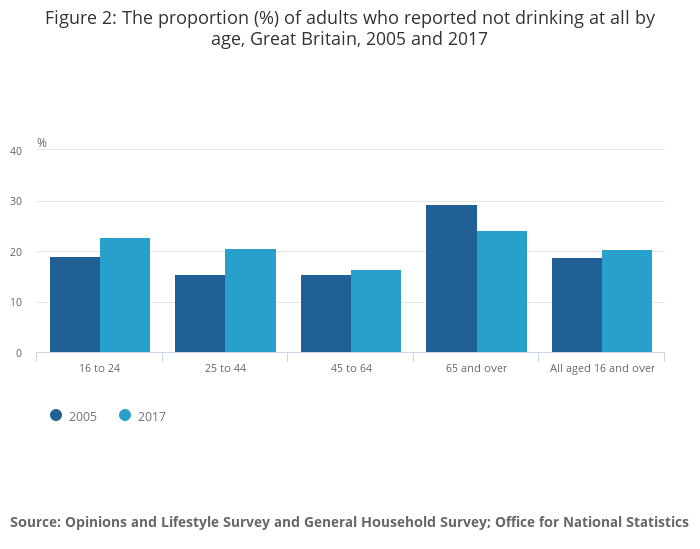 Figure 2: The proportion (%) of adults who reported not drinking at all by
age, Great Britain, 2005 and 2017
%
40
30
20
10
0
16 to 24
25 to 44
45 to 64
65 and over
All aged 16 and over
2005
2017
Source: Opinions and Lifestyle Survey and General Household Survey; Office for National Statistics